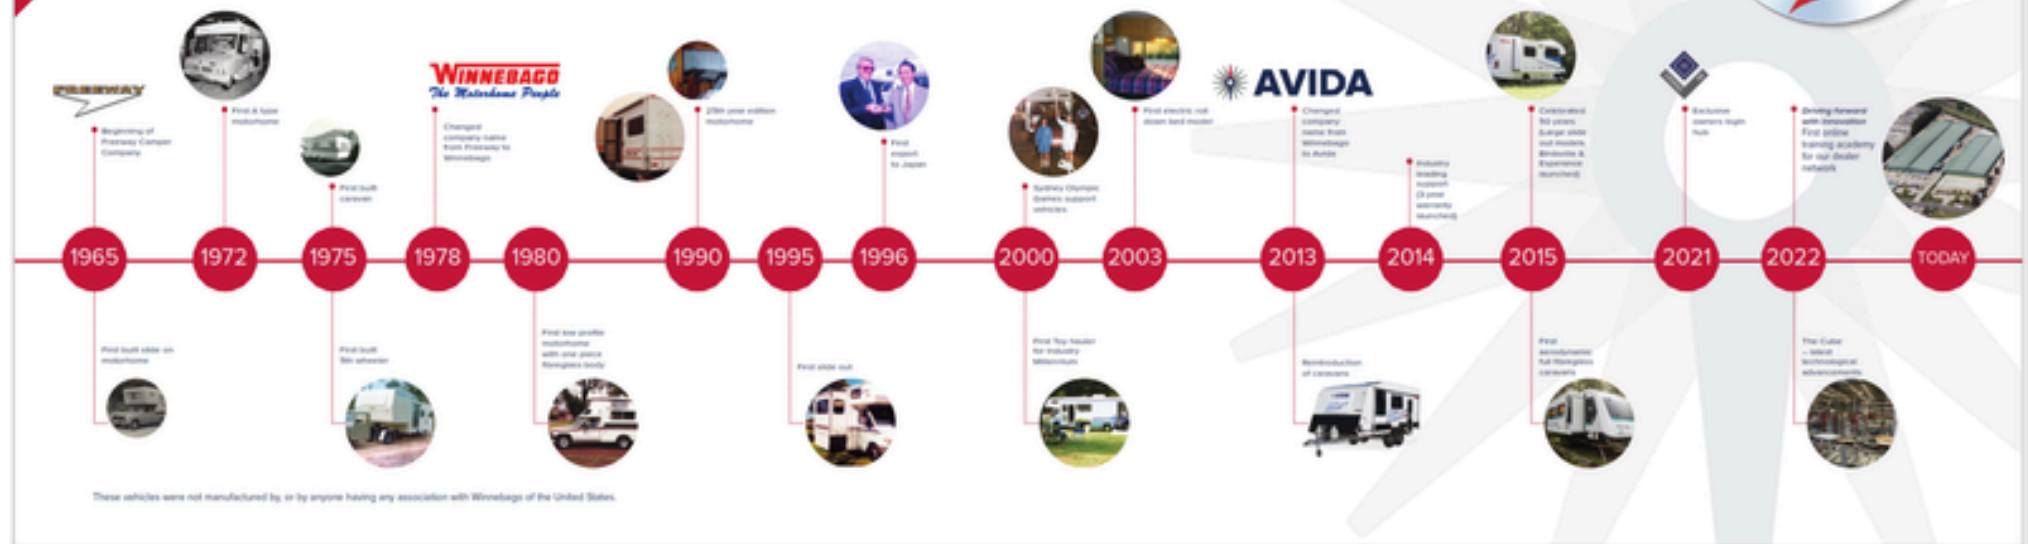 FREEWAY
Beginning of
Freeway Camper
Company
First A type
motorhome
First built
caravan
WINNEBAGO
The Motorhome People
Changed
company name
from Freeway to
Winnebago
25th year edition
motorhome
First
export
to Japan
Sydney Olympic
Games support
vehicles
First electric roll
down bed model
AVIDA
Changed
company
name from
Winnebago
to Avida
Industry
leading
support
(3 year
warranty
launched)
Celebrated
50 years
(Large slide
out models
Birdsville &
Esperance
launched)
Exclusive
owners login
hub
Driving forward
with innovation
First online
training academy
for our dealer
network
1965
1972
1975
1978
1980
1990
1995
1996
2000
2003
2013
2014
2015
2021
2022
TODAY
First built slide on
motorhome
First built
5th wheeler
First low profile
motorhome
with one piece
fibreglass body
First slide out
First Toy hauler
for industry
Millennium
Reintroduction
of caravans
First
aerodynamic
full fibreglass
caravans
The Cube
– latest
technological
advancements
These vehicles were not manufactured by, or by anyone having any association with Winnebago of the United States.